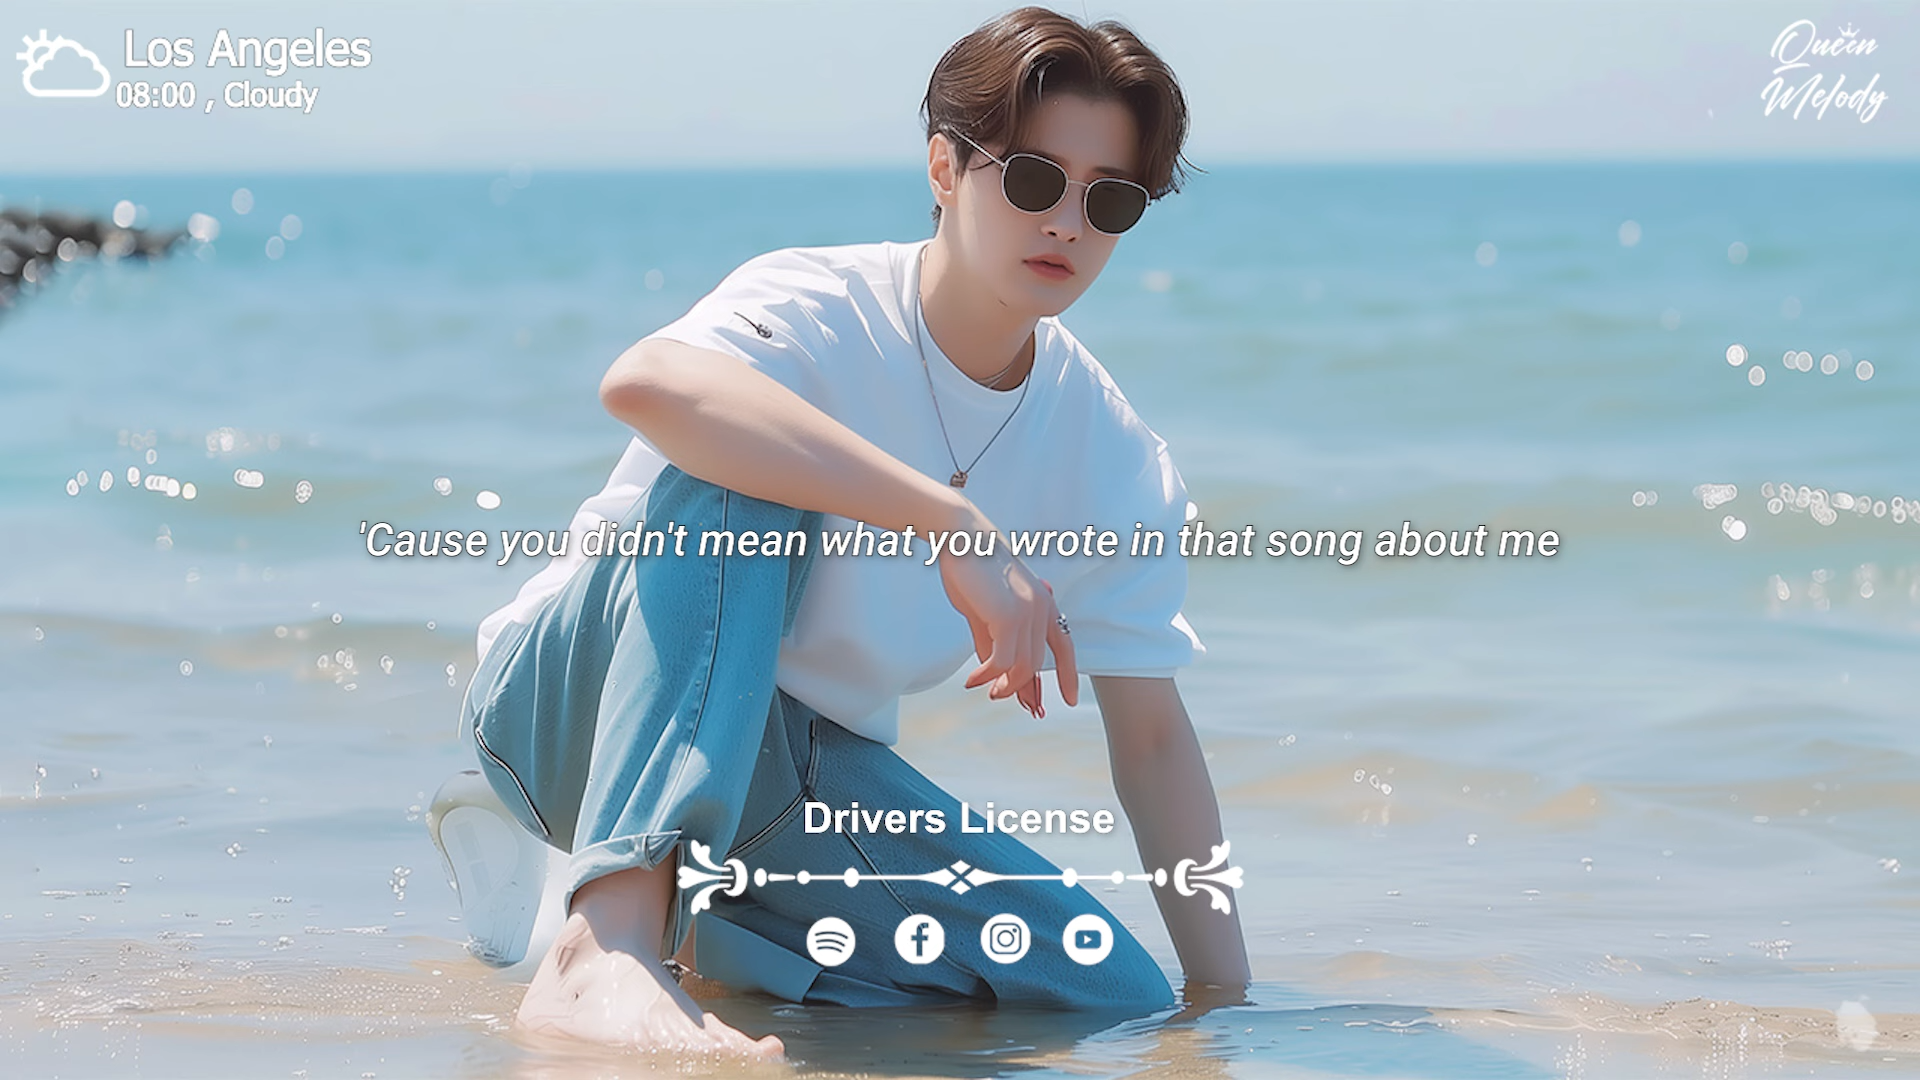 Los Angeles
08:00 , Cloudy
Queen
Melody
'Cause you didn't mean what you wrote in that song about me
Drivers License